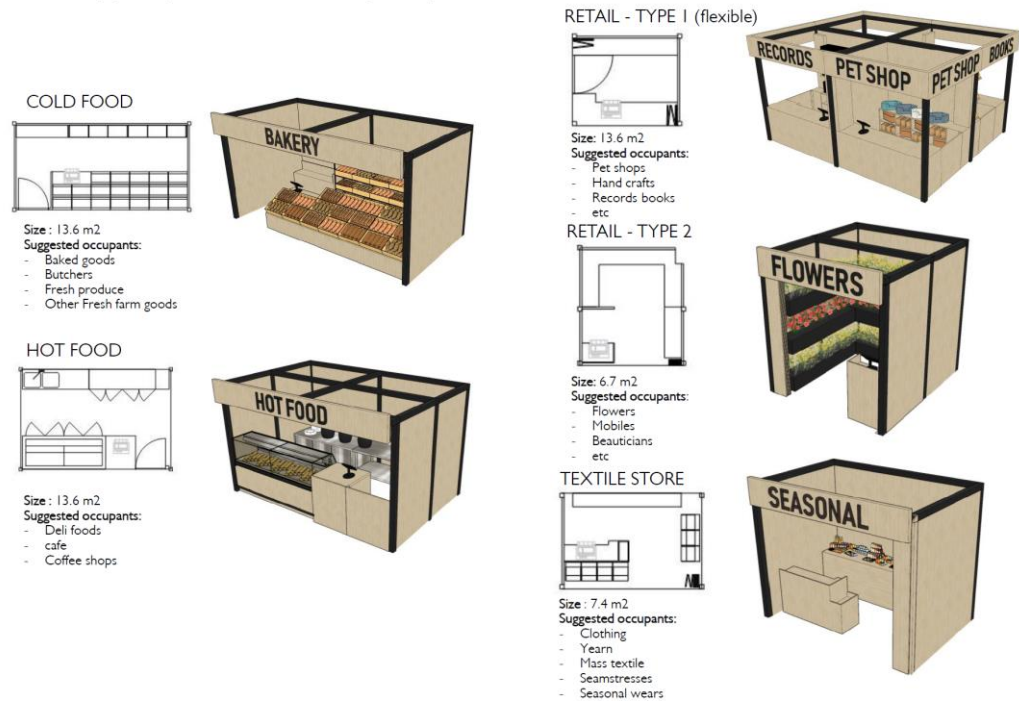 COLD FOOD
BAKERY
Size : 13.6 m2
Suggested occupants:
- Baked goods
- Butchers
- Fresh produce
- Other Fresh farm goods
HOT FOOD
HOT FOOD
Size : 13.6 m2
Suggested occupants:
- Deli foods
- cafe
- Coffee shops
RETAIL - TYPE 1 (flexible)
RECORDS PET SHOP PET SHOP BOOKS
Size: 13.6 m2
Suggested occupants:
- Pet shops
- Hand crafts
- Records books
- etc
RETAIL - TYPE 2
FLOWERS
Size: 6.7 m2
Suggested occupants:
- Flowers
- Mobiles
- Beauticians
- etc
TEXTILE STORE
SEASONAL
Size : 7.4 m2
Suggested occupants:
- Clothing
- Yearn
- Mass textile
- Seamstresses
- Seasonal wears